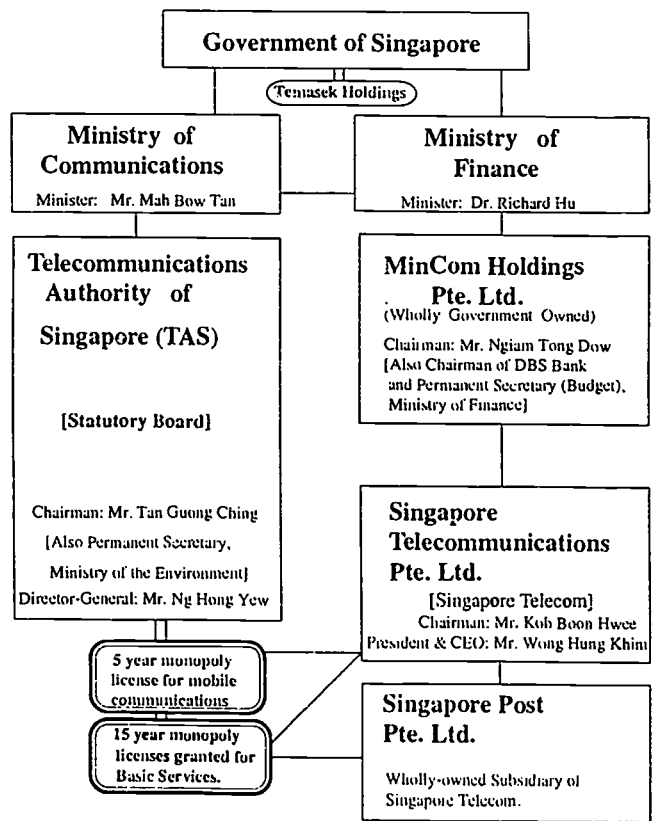 Government of Singapore
Temasek Holdings
Ministry of
Communications
Minister: Mr. Mah Bow Tan
Ministry of
Finance
Minister: Dr. Richard Hu
Telecommunications
Authority of
Singapore (TAS)
[Statutory Board]
Chairman: Mr. Tan Guong Ching
[Also Permanent Secretary,
Ministry of the Environment]
Director-General: Mr. Ng Hong Yew
MinCom Holdings
Pte. Ltd.
(Wholly Government Owned)
Chairman: Mr. Ngiam Tong Dow
[Also Chairman of DBS Bank
and Permanent Secretary (Budget),
Ministry of Finance]
Singapore
Telecommunications
Pte. Ltd.
[Singapore Telecom]
Chairman: Mr. Koh Boon Hwee
President & CEO: Mr. Wong Hung Khim
5 year monopoly
license for mobile
communications
15 year monopoly
licenses granted for
Basic Services.
Singapore Post
Pte. Ltd.
Wholly-owned Subsidiary of
Singapore Telecom.